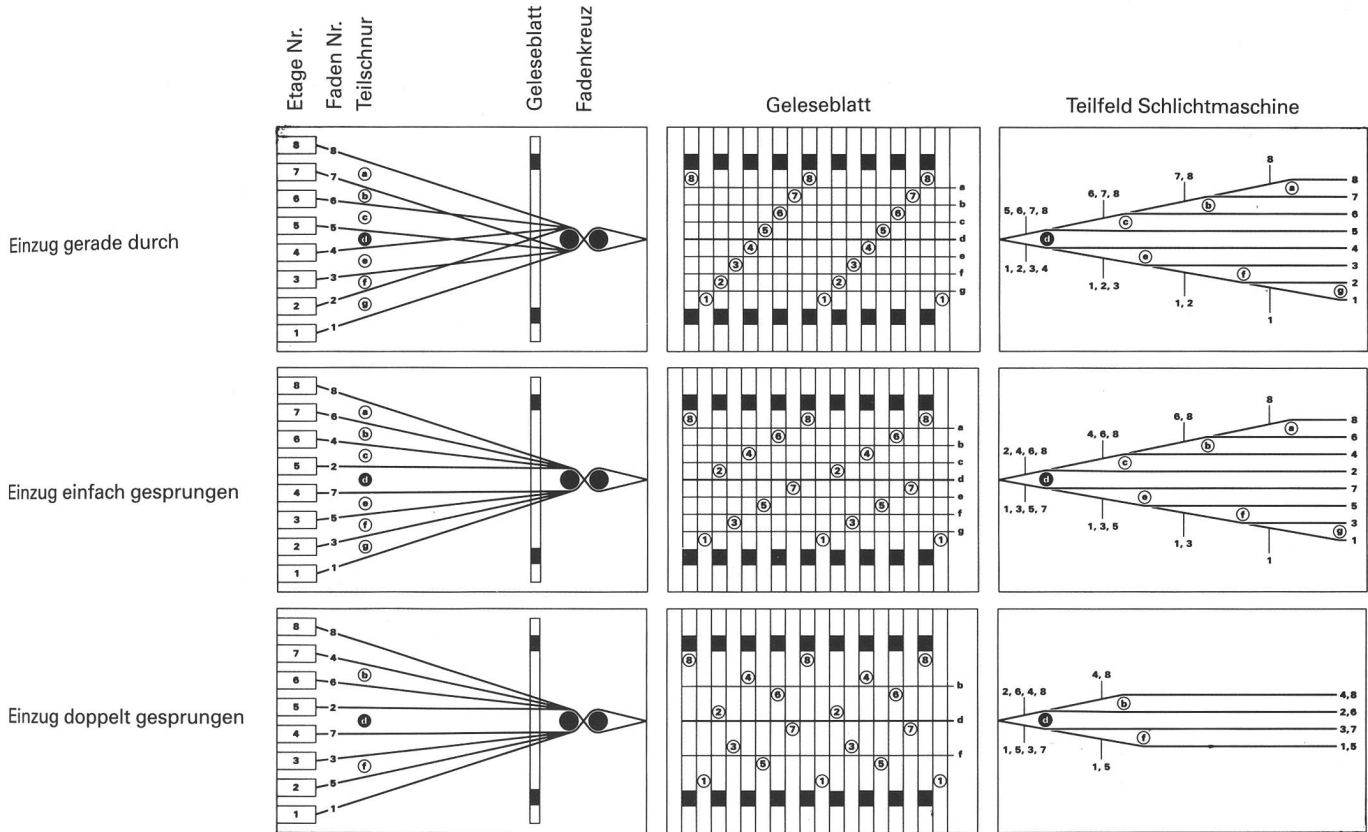 Etage Nr.
Faden Nr.
Teilschnur
Geleseblatt
Fadenkreuz
Geleseblatt
Teilfeld Schlichtmaschine
Einzug gerade durch
8 8
7 7 a
6 6 b
5 5 c
d
4 4 e
3 3 f
2 2 g
1 1
8 8 8
a
7 7
b
6 6
c
5 5
d
4 4
e
3 3
f
2 2
g
1 1 1
8
7, 8
6, 7, 8
5, 6, 7, 8
8
a
7
b
6
c
5
d
4
e
3
f
2
g
1
1, 2, 3, 4
1, 2, 3
1, 2
1
Einzug einfach gesprungen
8 8
7 6 a
6 4 b
5 2 c
d
4 7 e
3 5 f
2 3 g
1 1
8 8 8
a
6 6
b
4 4
c
2 2
d
7 7
e
5 5
f
3 3
g
1 1 1
8
6, 8
4, 6, 8
2, 4, 6, 8
8
a
6
b
4
c
2
d
7
e
5
f
3
g
1
1, 3, 5, 7
1, 3, 5
1, 3
1
Einzug doppelt gesprungen
8 8
7 4
b
6 6
5 2
d
4 7
3 3
f
2 5
1 1
8 8 8
4 4
b
6 6
2 2
d
7 7
3 3
f
5 5
1 1 1
4, 8
2, 6, 4, 8
4,8
b
2,6
d
3,7
f
1,5
1, 5, 3, 7
1, 5